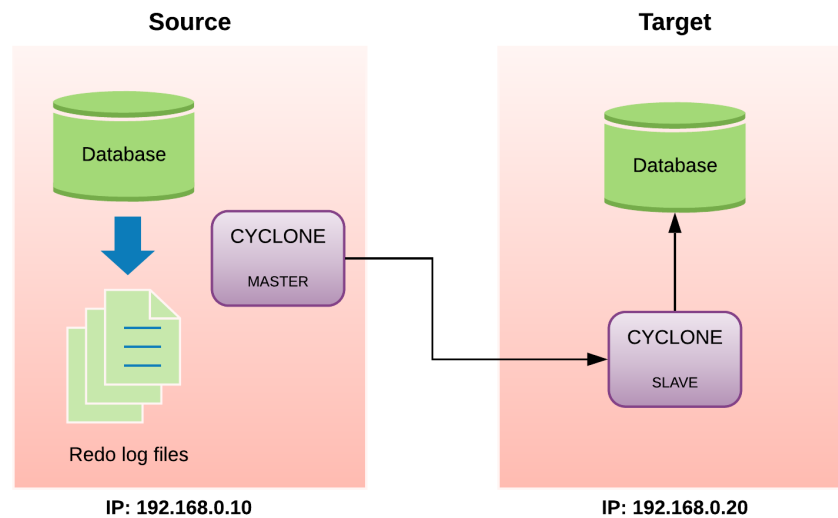 Source
Target
Database
Database
CYCLONE
MASTER
CYCLONE
SLAVE
Redo log files
IP: 192.168.0.10
IP: 192.168.0.20